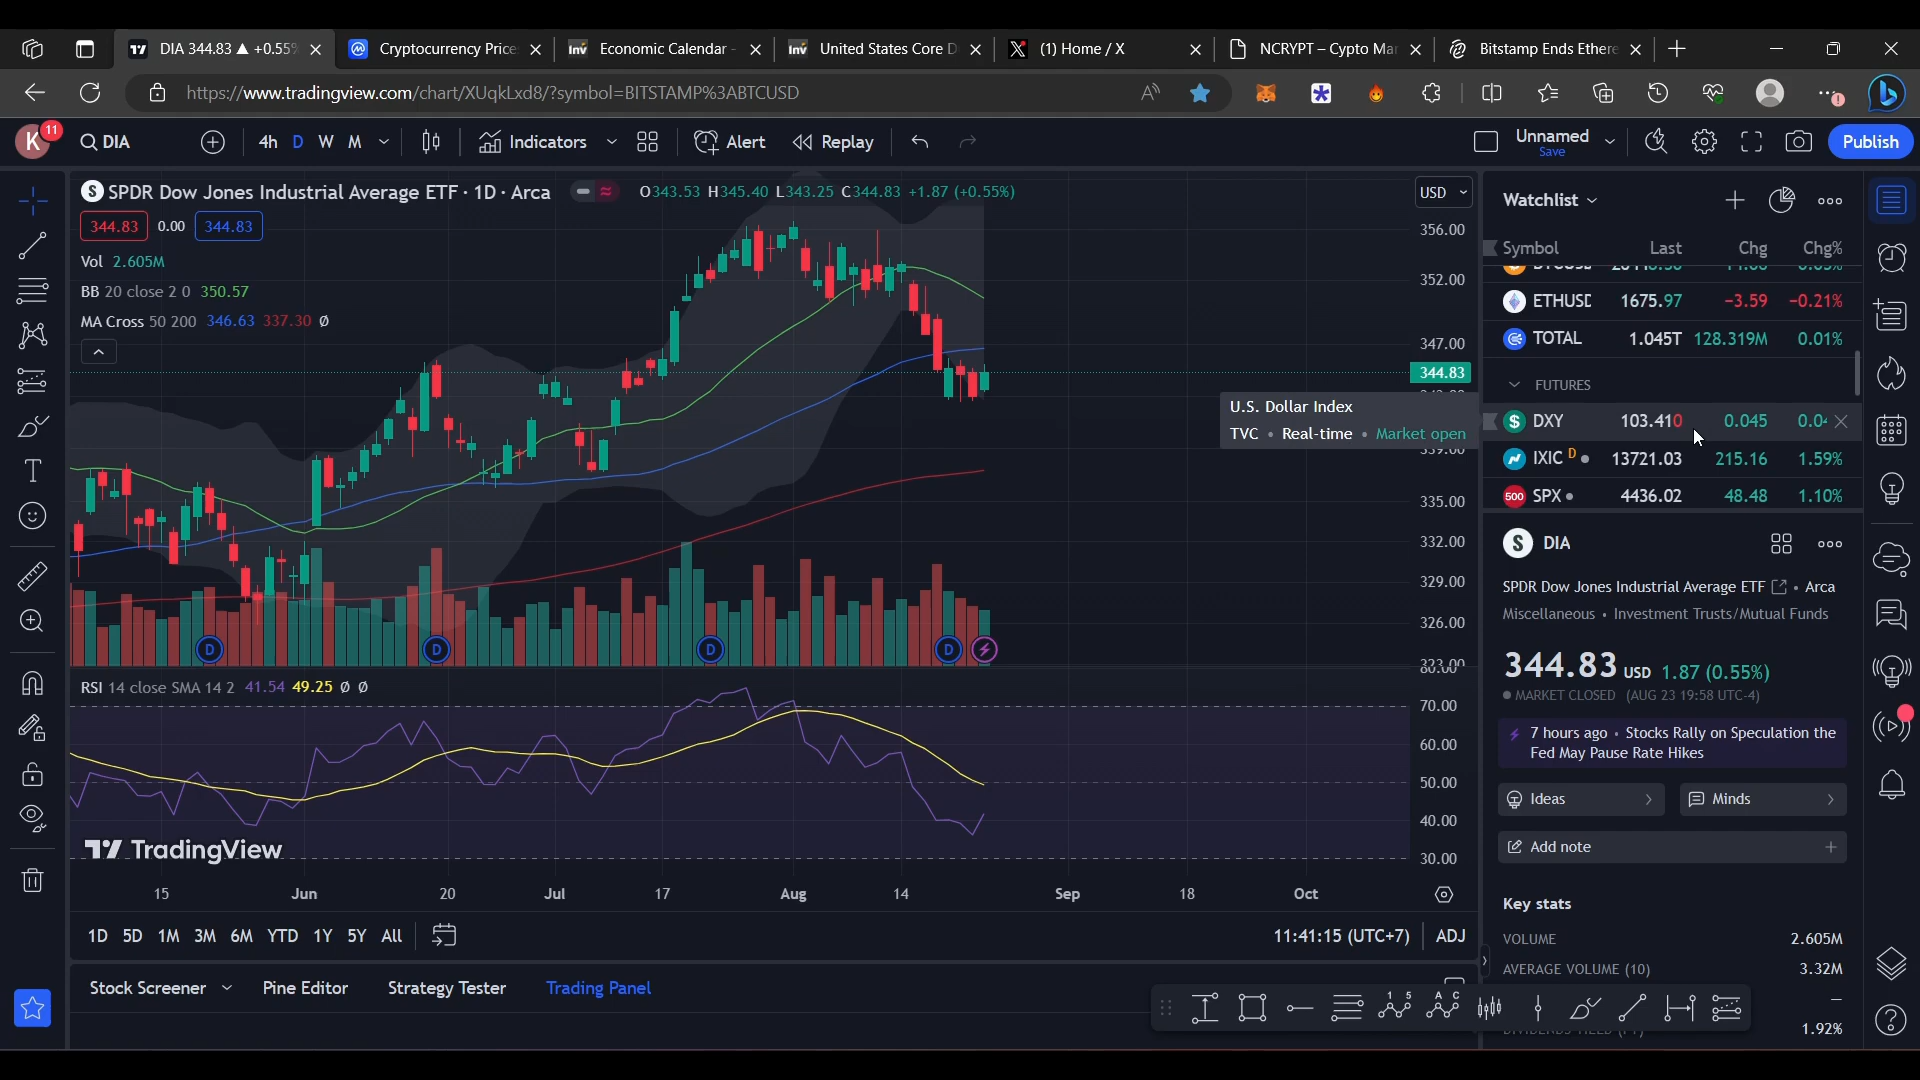 DIA 344.83 ▲ +0.55%
Cryptocurrency Price
Economic Calendar -
United States Core D
(1) Home / X
NCRYPT – Cypto Mar
Bitstamp Ends Ethere
https://www.tradingview.com/chart/XUqkLxd8/?symbol=BITSTAMP%3ABTCUSD
K 11
DIA
4h D W M
Indicators
Alert
Replay
Unnamed
Save
Publish
SPDR Dow Jones Industrial Average ETF · 1D · Arca
O343.53 H345.40 L343.25 C344.83 +1.87 (+0.55%)
344.83 0.00 344.83
Vol 2.605M
BB 20 close 2 0 350.57
MA Cross 50 200 346.63 337.30 Ø
USD
356.00
352.00
347.00
344.83
335.00
332.00
329.00
326.00
U.S. Dollar Index
TVC • Real-time • Market open
D D D D
RSI 14 close SMA 14 2 41.54 49.25 Ø Ø
70.00
60.00
50.00
40.00
30.00
TradingView
15 Jun 20 Jul 17 Aug 14 Sep 18 Oct
1D 5D 1M 3M 6M YTD 1Y 5Y All
11:41:15 (UTC+7) ADJ
Stock Screener
Pine Editor
Strategy Tester
Trading Panel
Watchlist
Symbol Last Chg Chg%
ETHUSD 1675.97 -3.59 -0.21%
TOTAL 1.045T 128.319M 0.01%
FUTURES
DXY 103.410 0.045 0.04
IXIC D 13721.03 215.16 1.59%
500 SPX 4436.02 48.48 1.10%
S DIA
SPDR Dow Jones Industrial Average ETF • Arca
Miscellaneous • Investment Trusts/Mutual Funds
344.83 USD 1.87 (0.55%)
MARKET CLOSED (AUG 23 19:58 UTC-4)
7 hours ago • Stocks Rally on Speculation the
Fed May Pause Rate Hikes
Ideas
Minds
Add note
Key stats
VOLUME 2.605M
AVERAGE VOLUME (10) 3.32M
—
1.92%